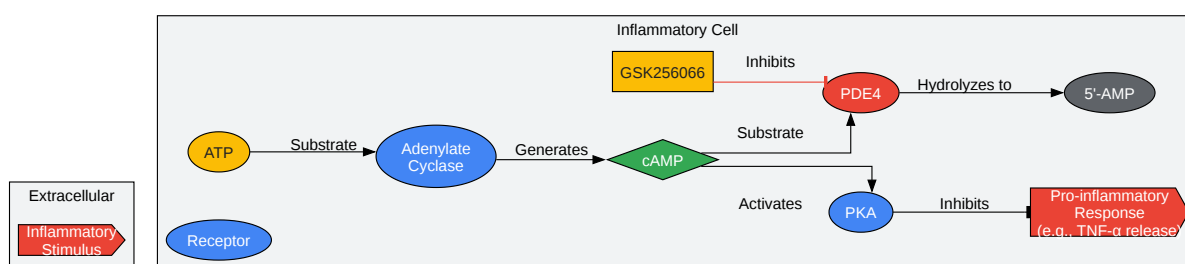 Inflammatory Cell
GSK256066
Inhibits
PDE4
Hydrolyzes to
5'-AMP
ATP
Substrate
Adenylate
Cyclase
Generates
cAMP
Substrate
Activates
PKA
Inhibits
Pro-inflammatory
Response
(e.g., TNF-α release)
Extracellular
Inflammatory
Stimulus
Receptor